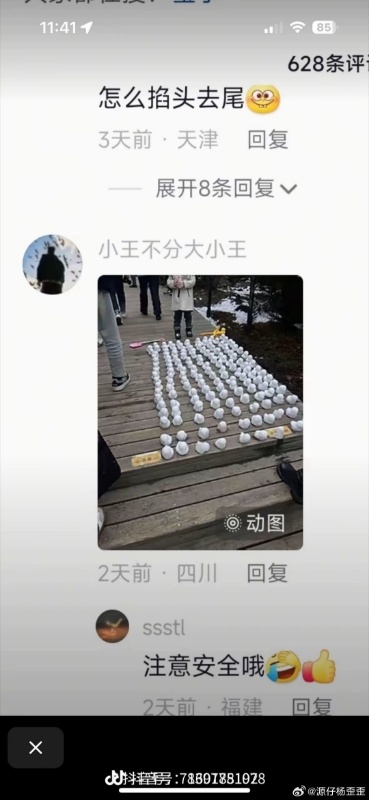 11:41
85
628条评论
怎么掐头去尾
3天前 · 天津 回复
展开8条回复
小王不分大小王
动图
2天前 · 四川 回复
ssstl
注意安全哦
2天前 · 福建 回复
抖音号:
@源仔杨歪歪